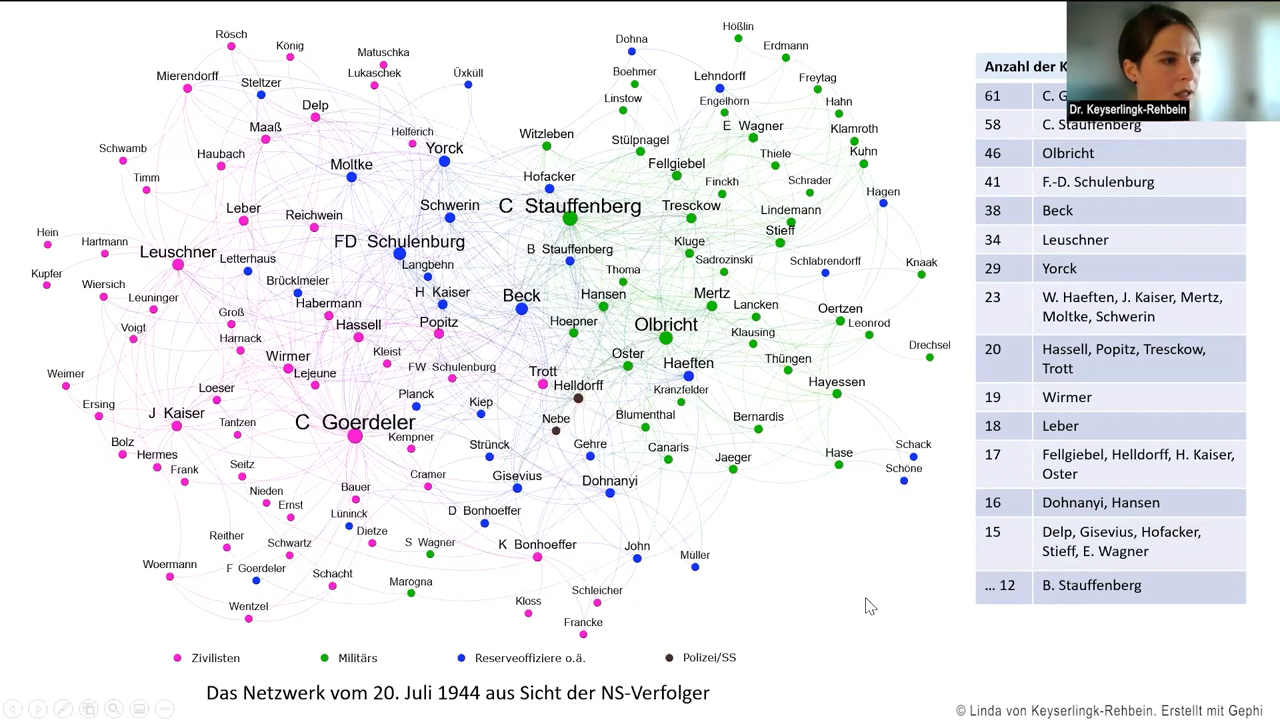 Rösch
König
Matuschka
Lukaschek
Üxküll
Dohna
Hößlin
Erdmann
Mierendorff
Steltzer
Boehmer
Lehndorff
Freytag
Delp
Linstow
Engelhorn
Hahn
Maaß
Helferich
Witzleben
Stülpnagel
E Wagner
Klamroth
Schwamb
Haubach
Moltke
Yorck
Fellgiebel
Thiele
Kuhn
Timm
Hofacker
Finckh
Schrader
Hagen
Leber
Reichwein
Schwerin
C Stauffenberg
Tresckow
Lindemann
Hein
Hartmann
Leuschner
FD Schulenburg
B Stauffenberg
Kluge
Stieff
Letterhaus
Langbehn
Sadrozinski
Schlabrendorff
Knaak
Kupfer
Wiersich
Leuninger
Brücklmeier
Habermann
H Kaiser
Beck
Thoma
Hansen
Mertz
Lancken
Oertzen
Leonrod
Voigt
Groß
Harnack
Hassell
Popitz
Hoepner
Olbricht
Klausing
Drechsel
Wirmer
Lejeune
Kleist
FW Schulenburg
Trott
Oster
Haeften
Thüngen
Weimer
Loeser
Planck
Kiep
Helldorff
Kranzfelder
Hayessen
Ersing
J Kaiser
Tantzen
C Goerdeler
Kempner
Nebe
Blumenthal
Bernardis
Bolz
Hermes
Frank
Seitz
Strünck
Gehre
Canaris
Jaeger
Hase
Schack
Schöne
Nieden
Ernst
Bauer
Cramer
Gisevius
Dohnanyi
Lüninck
Dietze
D Bonhoeffer
Reither
Schwartz
S Wagner
K Bonhoeffer
John
Müller
Woermann
F Goerdeler
Schacht
Marogna
Wentzel
Kloss
Schleicher
Francke
Zivilisten
Militärs
Reserveoffiziere o.ä.
Polizei/SS
Das Netzwerk vom 20. Juli 1944 aus Sicht der NS-Verfolger
Anzahl der K
61 C. G
Dr. Keyserlingk-Rehbein
58 C. Stauffenberg
46 Olbricht
41 F.-D. Schulenburg
38 Beck
34 Leuschner
29 Yorck
23 W. Haeften, J. Kaiser, Mertz,
Moltke, Schwerin
20 Hassell, Popitz, Tresckow,
Trott
19 Wirmer
18 Leber
17 Fellgiebel, Helldorff, H. Kaiser,
Oster
16 Dohnanyi, Hansen
15 Delp, Gisevius, Hofacker,
Stieff, E. Wagner
... 12 B. Stauffenberg
© Linda von Keyserlingk-Rehbein. Erstellt mit Gephi